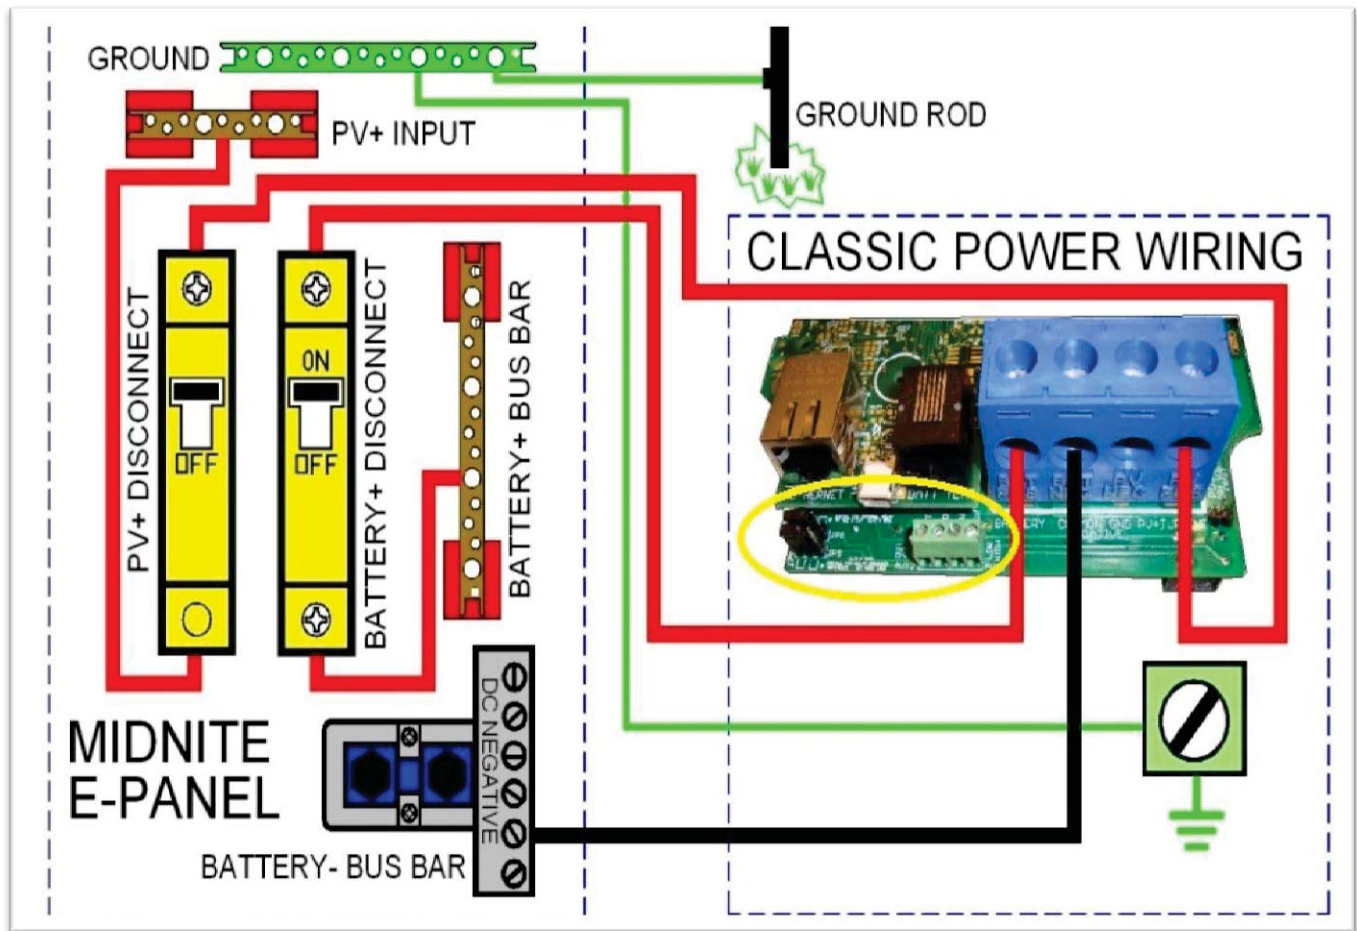 GROUND
GROUND ROD
PV+ INPUT
CLASSIC POWER WIRING
PV+ DISCONNECT
OFF
ON
OFF
BATTERY+ DISCONNECT
BATTERY+ BUS BAR
MIDNITE
E-PANEL
DC NEGATIVE
BATTERY- BUS BAR